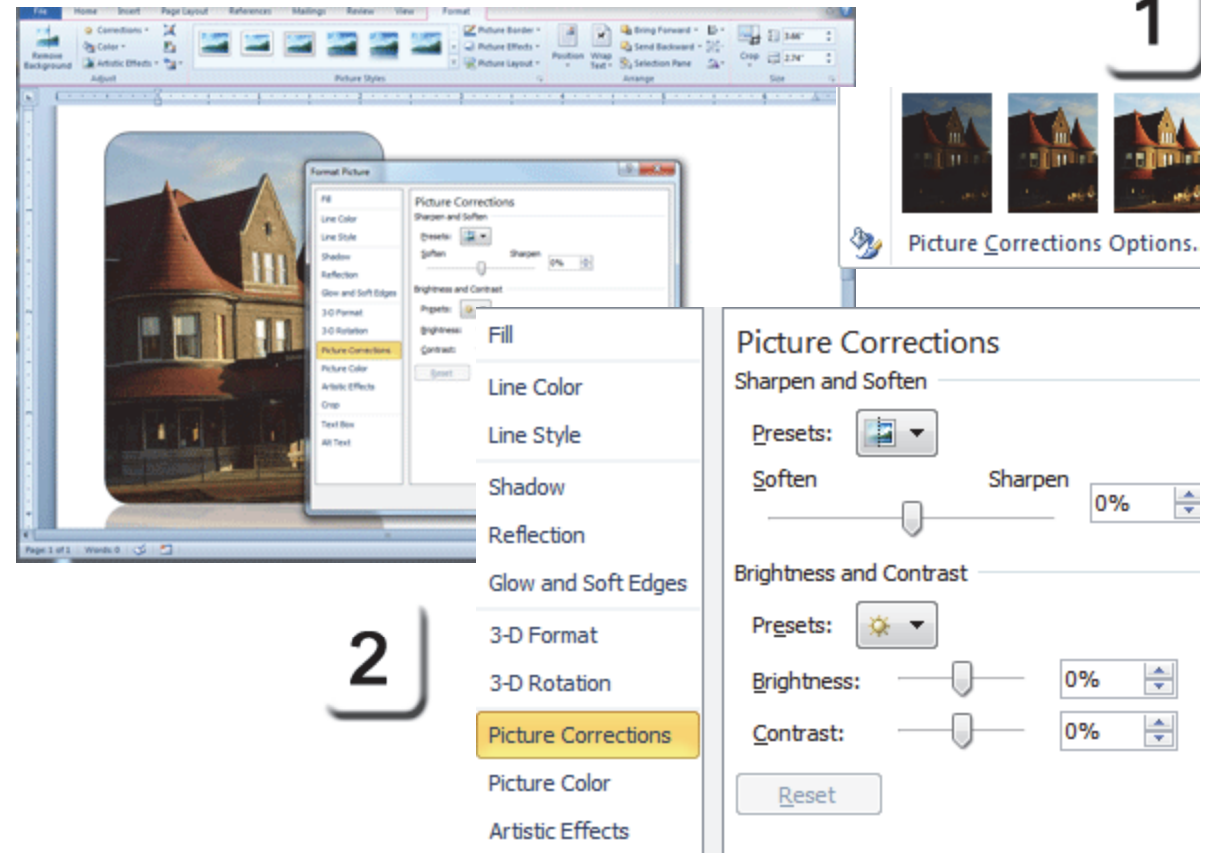 File Home Insert Page Layout References Mailings Review View Format
Remove Background
Corrections
Color
Artistic Effects
Adjust
Picture Styles
Picture Border
Picture Effects
Picture Layout
Position
Wrap Text
Bring Forward
Send Backward
Selection Pane
Arrange
Crop
3.66"
2.74"
Size
1
Picture Corrections Options.
Format Picture
Fill
Line Color
Line Style
Shadow
Reflection
Glow and Soft Edges
3-D Format
3-D Rotation
Picture Corrections
Picture Color
Artistic Effects
Crop
Text Box
Alt Text
Picture Corrections
Sharpen and Soften
Presets:
Soften Sharpen
0%
Brightness and Contrast
Presets:
Brightness:
Contrast:
Reset
Page: 1 of 1 Words: 0
2
Fill
Line Color
Line Style
Shadow
Reflection
Glow and Soft Edges
3-D Format
3-D Rotation
Picture Corrections
Picture Color
Artistic Effects
Picture Corrections
Sharpen and Soften
Presets:
Soften Sharpen
0%
Brightness and Contrast
Presets:
Brightness: 0%
Contrast: 0%
Reset